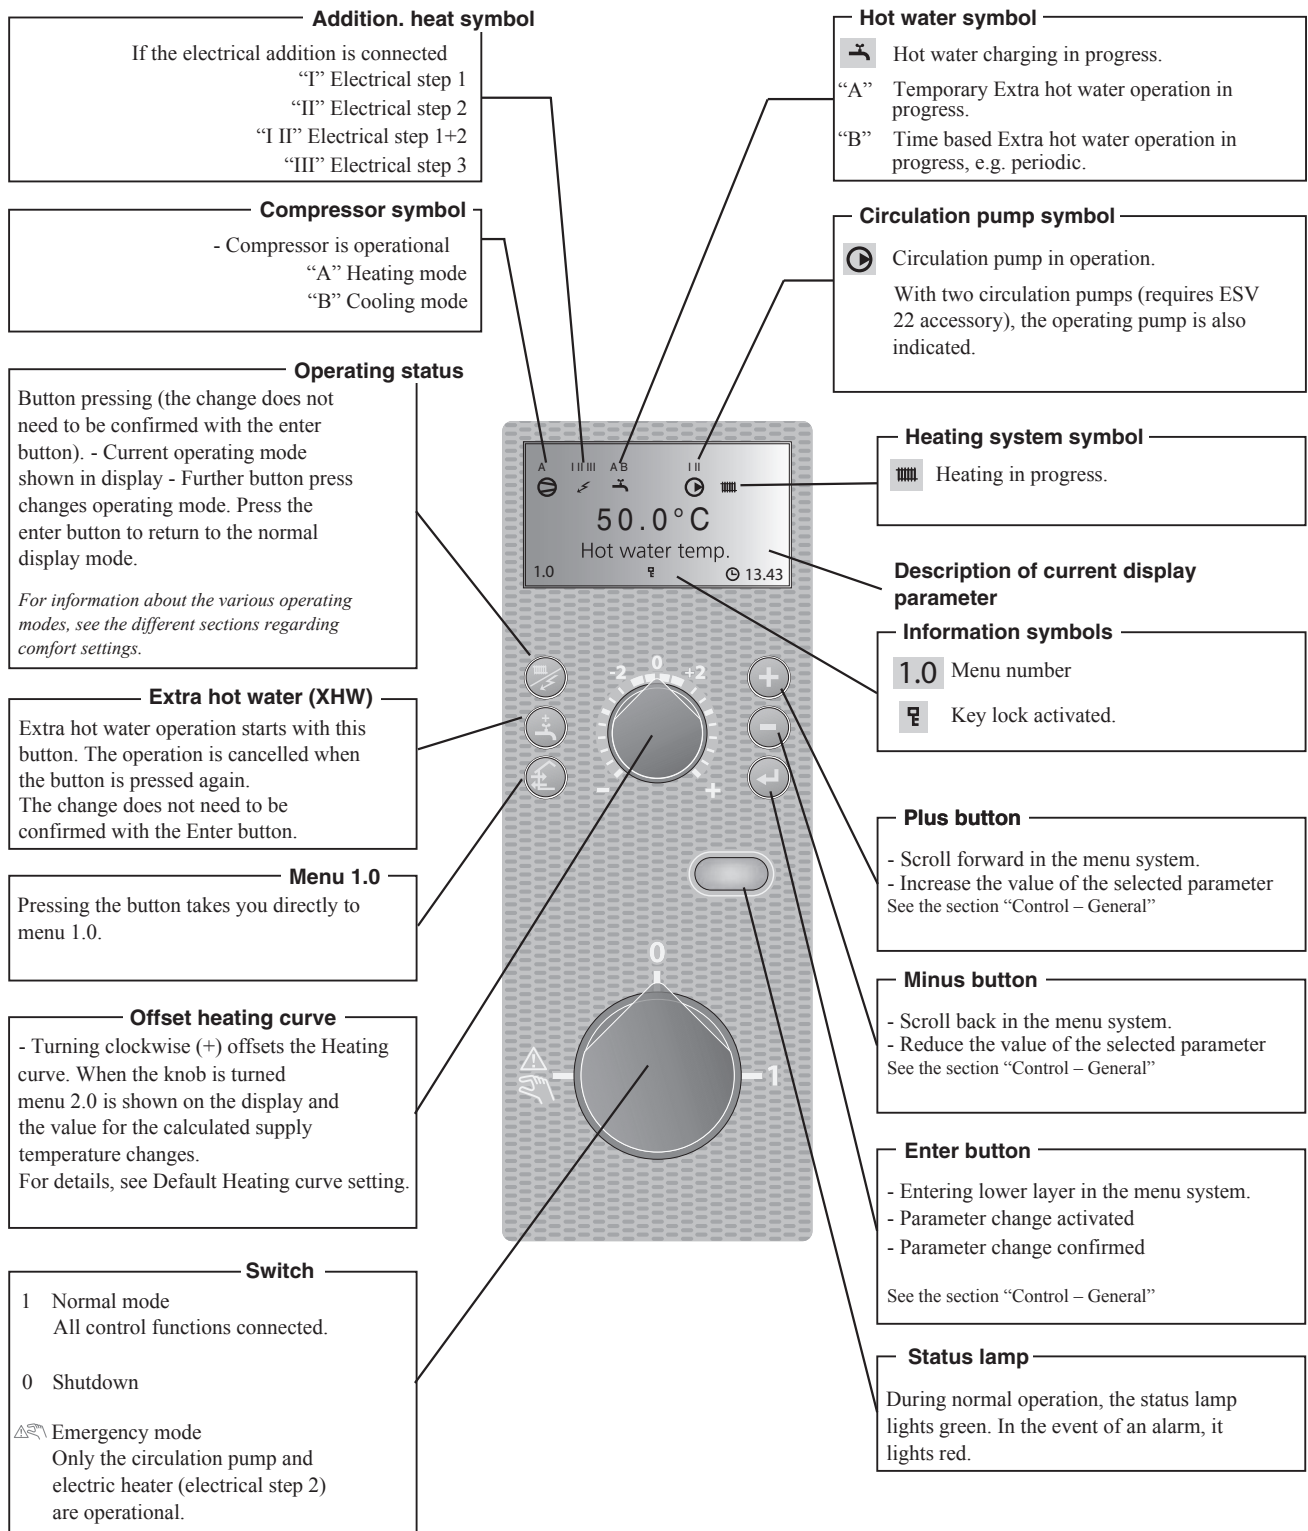 Addition. heat symbol
If the electrical addition is connected
“I” Electrical step 1
“II” Electrical step 2
“I II” Electrical step 1+2
“III” Electrical step 3
Compressor symbol
- Compressor is operational
“A” Heating mode
“B” Cooling mode
Operating status
Button pressing (the change does not
need to be confirmed with the enter
button). - Current operating mode
shown in display - Further button press
changes operating mode. Press the
enter button to return to the normal
display mode.
For information about the various operating
modes, see the different sections regarding
comfort settings.
Extra hot water (XHW)
Extra hot water operation starts with this
button. The operation is cancelled when
the button is pressed again.
The change does not need to be
confirmed with the Enter button.
Menu 1.0
Pressing the button takes you directly to
menu 1.0.
Offset heating curve
- Turning clockwise (+) offsets the Heating
curve. When the knob is turned
menu 2.0 is shown on the display and
the value for the calculated supply
temperature changes.
For details, see Default Heating curve setting.
Switch
1 Normal mode
All control functions connected.
0 Shutdown
Emergency mode
Only the circulation pump and
electric heater (electrical step 2)
are operational.
A I II III A B I II
50.0°C
Hot water temp.
1.0 13.43
-2 0 +2
- +
0
1
Hot water symbol
Hot water charging in progress.
“A” Temporary Extra hot water operation in
progress.
“B” Time based Extra hot water operation in
progress, e.g. periodic.
Circulation pump symbol
Circulation pump in operation.
With two circulation pumps (requires ESV
22 accessory), the operating pump is also
indicated.
Heating system symbol
Heating in progress.
Description of current display
parameter
Information symbols
1.0 Menu number
Key lock activated.
Plus button
- Scroll forward in the menu system.
- Increase the value of the selected parameter
See the section “Control – General”
Minus button
- Scroll back in the menu system.
- Reduce the value of the selected parameter
See the section “Control – General”
Enter button
- Entering lower layer in the menu system.
- Parameter change activated
- Parameter change confirmed
See the section “Control – General”
Status lamp
During normal operation, the status lamp
lights green. In the event of an alarm, it
lights red.